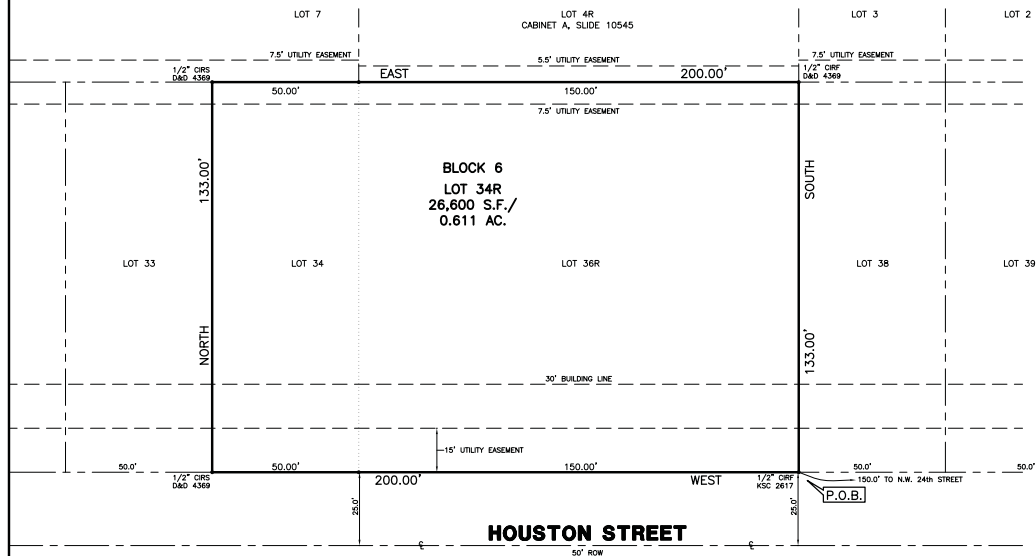 LOT 7
LOT 4R
CABINET A, SLIDE 10545
LOT 3
LOT 2
7.5' UTILITY EASEMENT
5.5' UTILITY EASEMENT
7.5' UTILITY EASEMENT
1/2" CIRS
D&D 4369
EAST
200.00'
1/2" CIRF
D&D 4369
50.00'
150.00'
7.5' UTILITY EASEMENT
133.00'
BLOCK 6
LOT 34R
26,600 S.F./
0.611 AC.
SOUTH
LOT 33
LOT 34
LOT 36R
LOT 38
LOT 39
NORTH
133.00'
30' BUILDING LINE
15' UTILITY EASEMENT
50.0'
50.00'
150.00'
50.0'
50.0'
1/2" CIRS
D&D 4369
200.00'
WEST
1/2" CIRF
KSC 2617
150.0' TO N.W. 24th STREET
P.O.B.
25.0'
25.0'
HOUSTON STREET
50' ROW